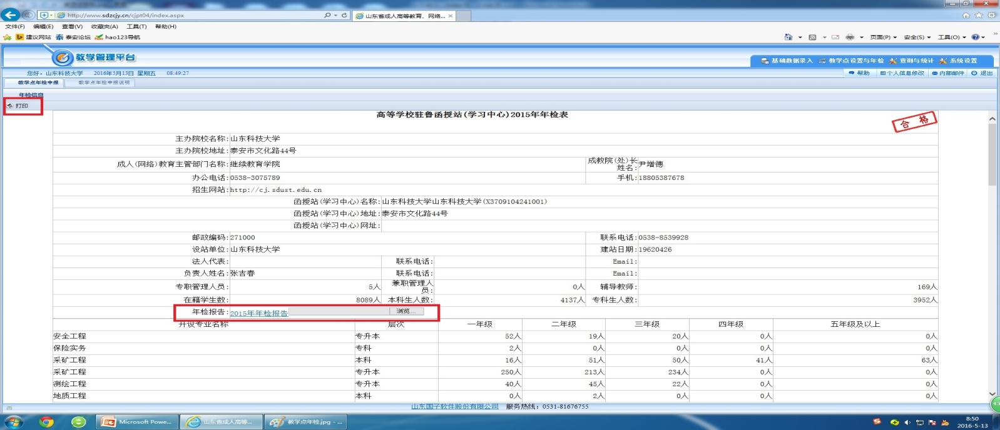 http://www.sdzcjy.cn/cjpt04/index.aspx
山东省成人高等教育、网络... ×
文件(F) 编辑(E) 查看(V) 收藏夹(A) 工具(T) 帮助(H)
建议网站 泰安论坛 hao123导航
页面(P) 安全(S) 工具(O)
教学管理平台
基础数据录入 教学点设置与年检 查询与统计 系统设置
您好，山东科技大学 2016年5月13日 星期五 08:49:27
帮助 个人信息修改 内部邮件 退出
教学点年检申报 教学点年检申报说明
年检信息
打印
高等学校驻鲁函授站(学习中心)2015年年检表
合格
主办院校名称:山东科技大学
主办院校地址:泰安市文化路44号
成人(网络)教育主管部门名称:继续教育学院 成教院(处)长姓名:尹增德
办公电话:0538-3075789 手机:18805387678
招生网站:http://cj.sdust.edu.cn
函授站(学习中心)名称:山东科技大学山东科技大学(X3709104241001)
函授站(学习中心)地址:泰安市文化路44号
函授站(学习中心)网址:
邮政编码:271000 联系电话:0538-8539928
设站单位:山东科技大学 建站日期:19620426
法人代表: 联系电话: Email:
负责人姓名:张吉春 联系电话: Email:
专职管理人员: 5人 兼职管理人员: 0人 辅导教师: 169人
在籍学生数: 8089人 本科生人数: 4137人 专科生人数: 3952人
年检报告:2015年年检报告 浏览...
开设专业名称 层次 一年级 二年级 三年级 四年级 五年级及以上
安全工程 专升本 52人 19人 20人 0人 0人
保险实务 专科 2人 0人 0人 0人 0人
采矿工程 本科 16人 51人 50人 41人 63人
采矿工程 专升本 250人 213人 234人 0人 0人
测绘工程 专升本 40人 45人 22人 0人 0人
地质工程 本科 0人 2人 0人 0人 0人
山东国子软件股份有限公司 服务热线: 0531-81676755
Microsoft Powe... 山东省成人高等... 教学点年检.jpg - ...
8:50
2016-5-13